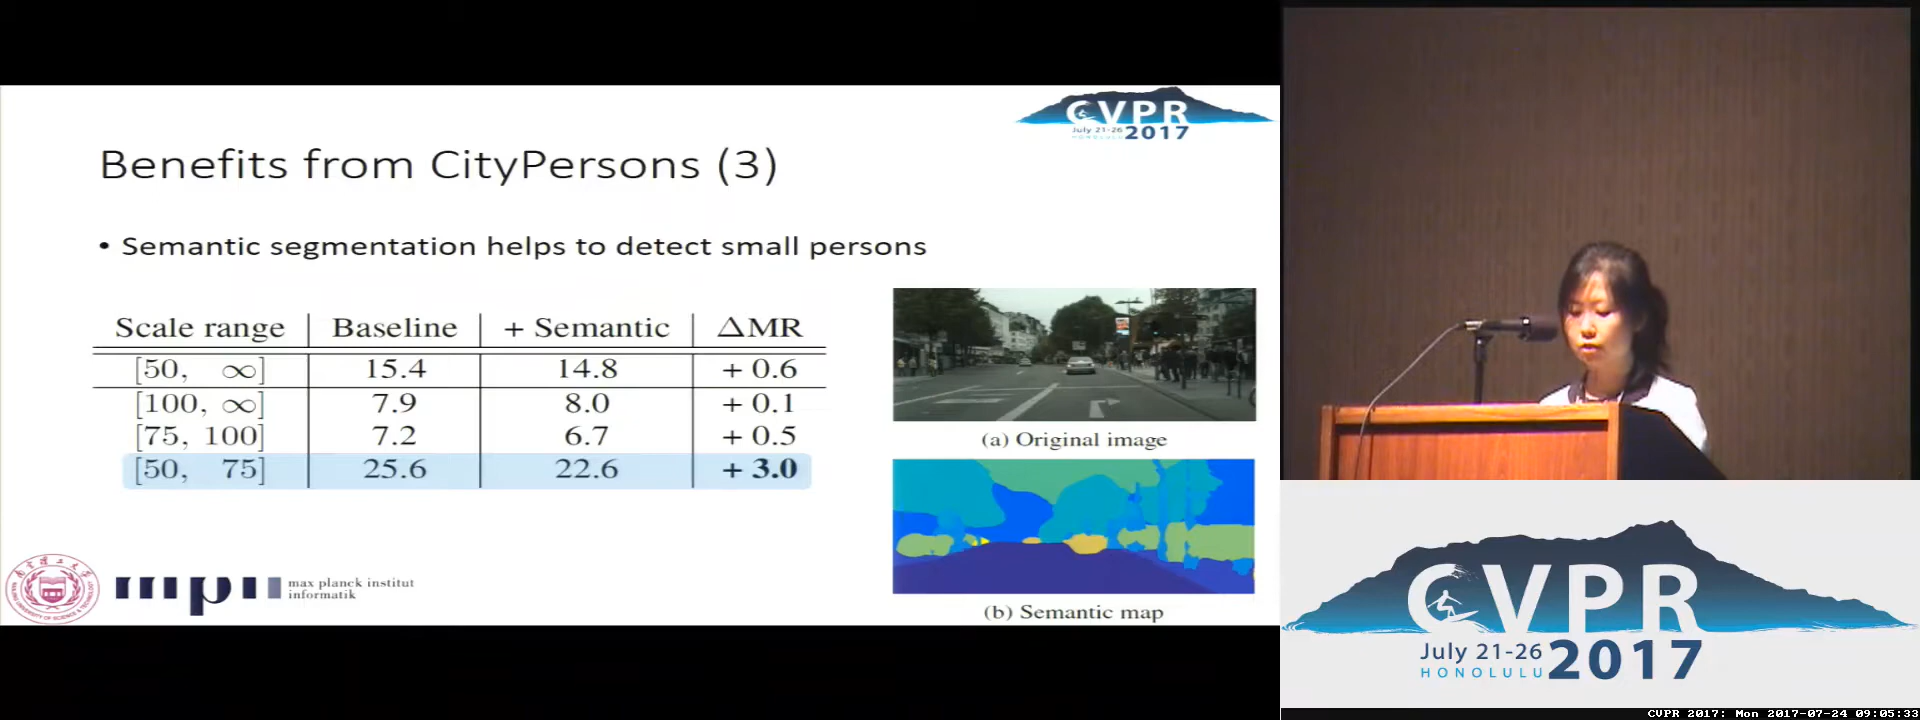 CVPR
July 21-26
HONOLULU 2017
Benefits from CityPersons (3)
• Semantic segmentation helps to detect small persons
Scale range Baseline + Semantic ΔMR
[50, ∞] 15.4 14.8 + 0.6
[100, ∞] 7.9 8.0 + 0.1
[75, 100] 7.2 6.7 + 0.5
[50, 75] 25.6 22.6 + 3.0
(a) Original image
(b) Semantic map
mpii max planck institut
informatik
CVPR
July 21-26
HONOLULU 2017
CVPR 2017: Mon 2017-07-24 09:05:33